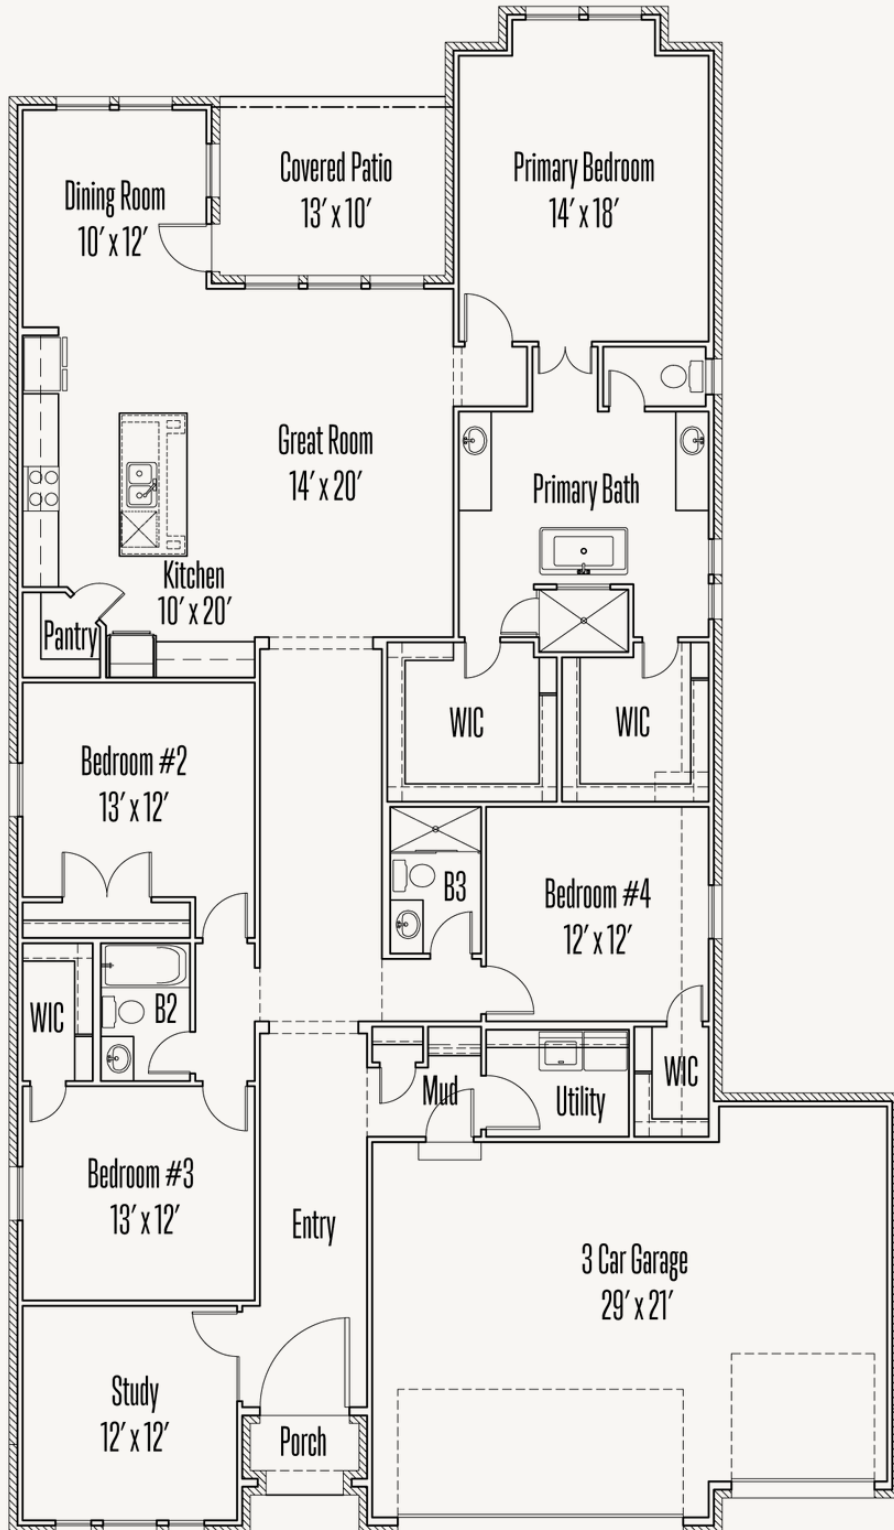 Covered Patio
13' x 10'
Primary Bedroom
14' x 18'
Dining Room
10' x 12'
Great Room
14' x 20'
Primary Bath
Kitchen
10' x 20'
Pantry
WIC
WIC
Bedroom #2
13' x 12'
B3
Bedroom #4
12' x 12'
WIC
B2
Mud
Utility
WIC
Bedroom #3
13' x 12'
Entry
3 Car Garage
29' x 21'
Study
12' x 12'
Porch